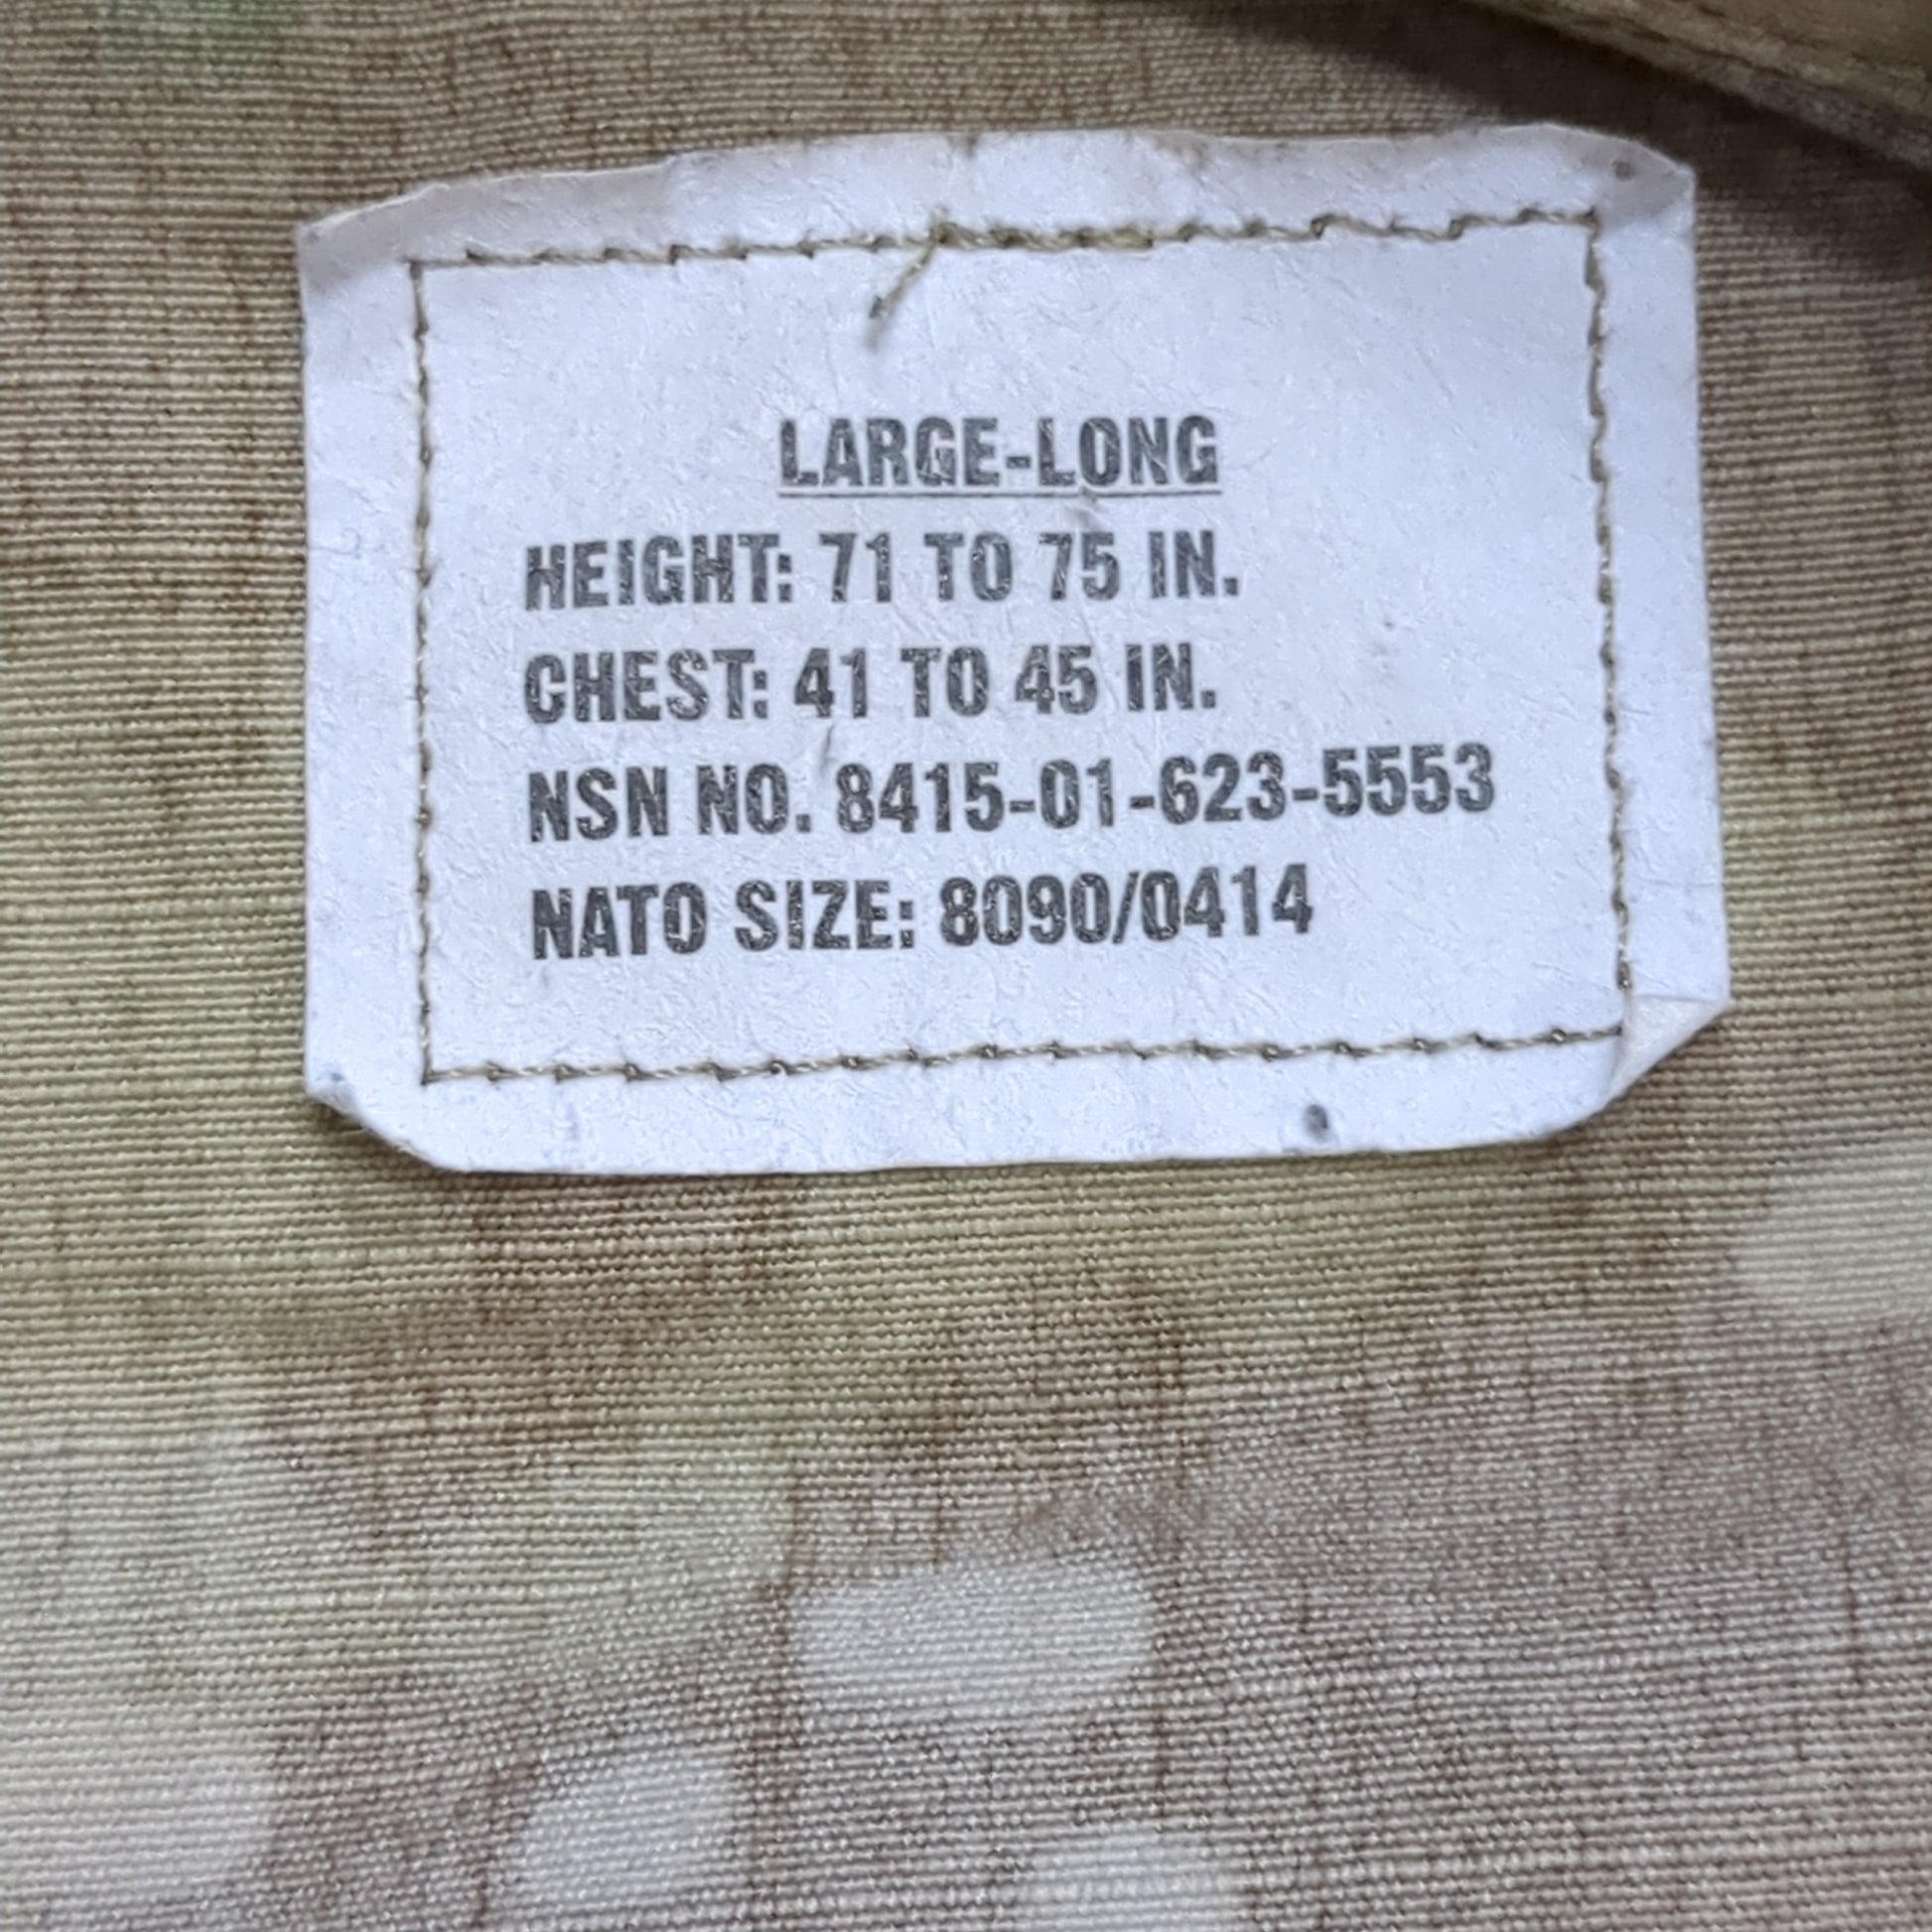 LARGE-LONG
HEIGHT: 71 TO 75 IN.
CHEST: 41 TO 45 IN.
NSN NO. 8415-01-623-5553
NATO SIZE: 8090/0414